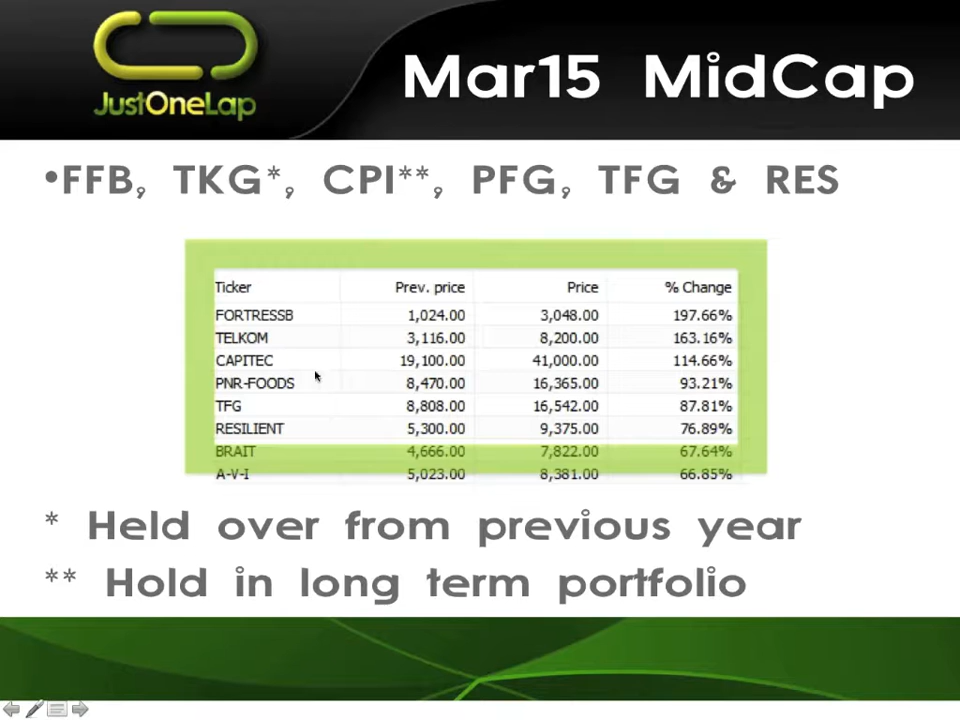 JustOneLap
Mar15 MidCap
•FFB, TKG*, CPI**, PFG, TFG & RES
Ticker Prev. price Price % Change
FORTRESSB 1,024.00 3,048.00 197.66%
TELKOM 3,116.00 8,200.00 163.16%
CAPITEC 19,100.00 41,000.00 114.66%
PNR-FOODS 8,470.00 16,365.00 93.21%
TFG 8,808.00 16,542.00 87.81%
RESILIENT 5,300.00 9,375.00 76.89%
BRAIT 4,666.00 7,822.00 67.64%
A-V-I 5,023.00 8,381.00 66.85%
* Held over from previous year
** Hold in long term portfolio